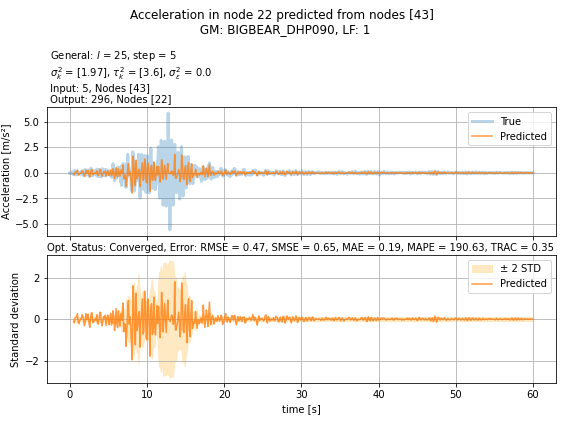 Acceleration in node 22 predicted from nodes [43]
GM: BIGBEAR_DHP090, LF: 1
General: l = 25, step = 5
σ²ₖ = [1.97], τ²ₖ = [3.6], σ²ε = 0.0
Input: 5, Nodes [43]
Output: 296, Nodes [22]
Acceleration [m/s²]
5.0
2.5
0.0
−2.5
−5.0
True
Predicted
Opt. Status: Converged, Error: RMSE = 0.47, SMSE = 0.65, MAE = 0.19, MAPE = 190.63, TRAC = 0.35
Standard deviation
2
0
−2
± 2 STD
Predicted
0 10 20 30 40 50 60
time [s]